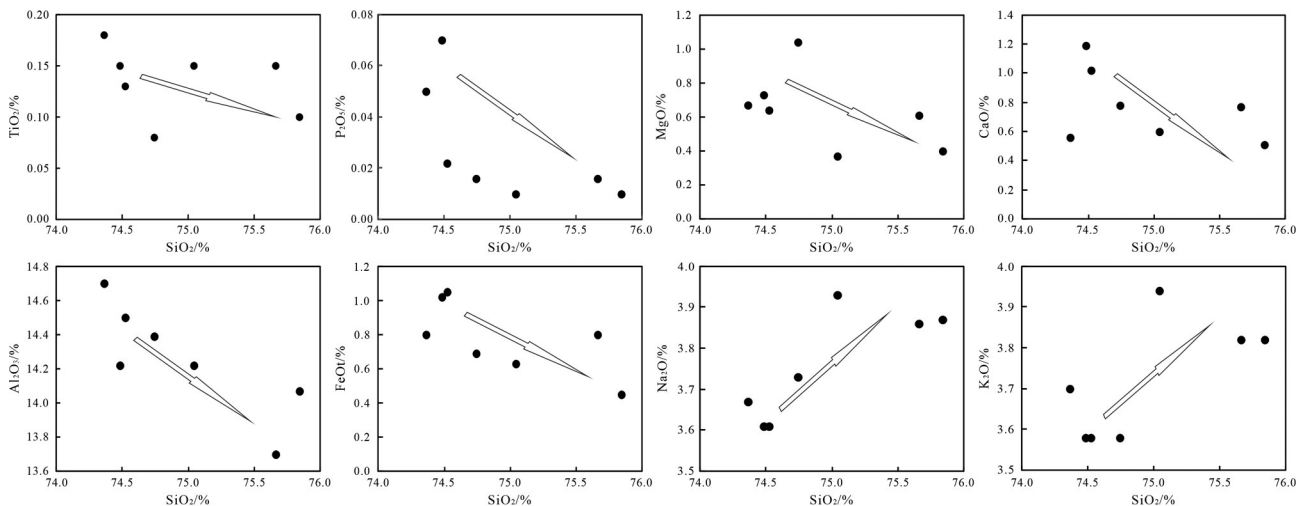 TiO₂/%
0.20
0.15
0.10
0.05
0.00
74.0 74.5 75.0 75.5 76.0
SiO₂/%
P₂O₅/%
0.08
0.06
0.04
0.02
0.00
74.0 74.5 75.0 75.5 76.0
SiO₂/%
MgO/%
1.2
1.0
0.8
0.6
0.4
0.2
0.0
74.0 74.5 75.0 75.5 76.0
SiO₂/%
CaO/%
1.4
1.2
1.0
0.8
0.6
0.4
0.2
0.0
74.0 74.5 75.0 75.5 76.0
SiO₂/%
Al₂O₃/%
14.8
14.6
14.4
14.2
14.0
13.8
13.6
74.0 74.5 75.0 75.5 76.0
SiO₂/%
FeOt/%
1.2
1.0
0.8
0.6
0.4
0.2
0.0
74.0 74.5 75.0 75.5 76.0
SiO₂/%
Na₂O/%
4.0
3.9
3.8
3.7
3.6
3.5
74.0 74.5 75.0 75.5 76.0
SiO₂/%
K₂O/%
4.0
3.9
3.8
3.7
3.6
3.5
74.0 74.5 75.0 75.5 76.0
SiO₂/%